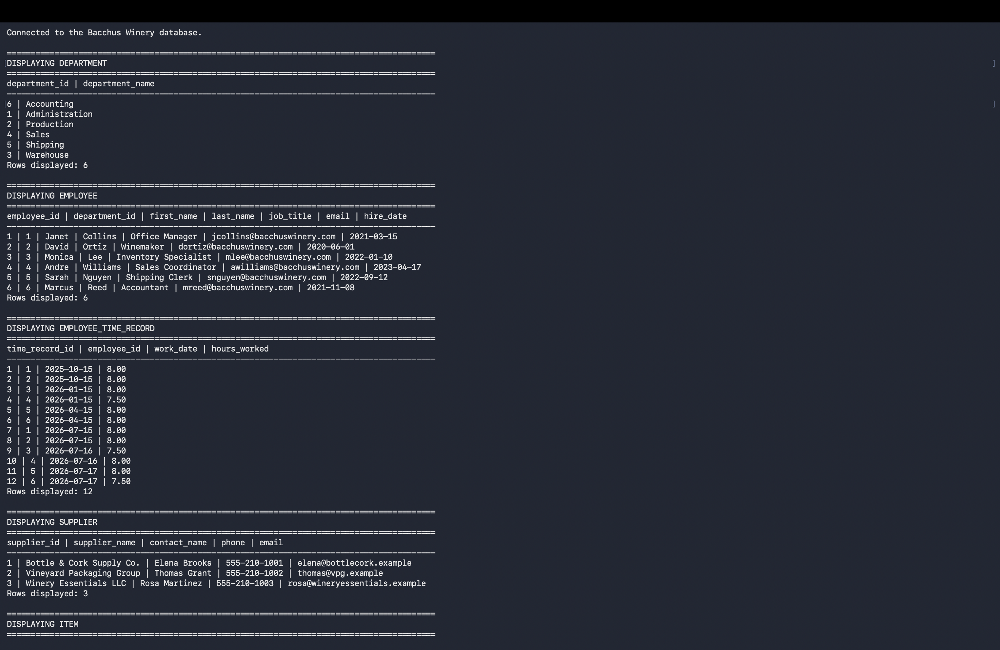 Connected to the Bacchus Winery database.
==========================================================================================
[DISPLAYING DEPARTMENT ]
==========================================================================================
department_id | department_name
------------------------------------------------------------------------------------------
[6 | Accounting ]
1 | Administration
2 | Production
4 | Sales
5 | Shipping
3 | Warehouse
Rows displayed: 6
==========================================================================================
DISPLAYING EMPLOYEE
==========================================================================================
employee_id | department_id | first_name | last_name | job_title | email | hire_date
------------------------------------------------------------------------------------------
1 | 1 | Janet | Collins | Office Manager | jcollins@bacchuswinery.com | 2021-03-15
2 | 2 | David | Ortiz | Winemaker | dortiz@bacchuswinery.com | 2020-06-01
3 | 3 | Monica | Lee | Inventory Specialist | mlee@bacchuswinery.com | 2022-01-10
4 | 4 | Andre | Williams | Sales Coordinator | awilliams@bacchuswinery.com | 2023-04-17
5 | 5 | Sarah | Nguyen | Shipping Clerk | snguyen@bacchuswinery.com | 2022-09-12
6 | 6 | Marcus | Reed | Accountant | mreed@bacchuswinery.com | 2021-11-08
Rows displayed: 6
==========================================================================================
DISPLAYING EMPLOYEE_TIME_RECORD
==========================================================================================
time_record_id | employee_id | work_date | hours_worked
------------------------------------------------------------------------------------------
1 | 1 | 2025-10-15 | 8.00
2 | 2 | 2025-10-15 | 8.00
3 | 3 | 2026-01-15 | 8.00
4 | 4 | 2026-01-15 | 7.50
5 | 5 | 2026-04-15 | 8.00
6 | 6 | 2026-04-15 | 8.00
7 | 1 | 2026-07-15 | 8.00
8 | 2 | 2026-07-15 | 8.00
9 | 3 | 2026-07-16 | 7.50
10 | 4 | 2026-07-16 | 8.00
11 | 5 | 2026-07-17 | 8.00
12 | 6 | 2026-07-17 | 7.50
Rows displayed: 12
==========================================================================================
DISPLAYING SUPPLIER
==========================================================================================
supplier_id | supplier_name | contact_name | phone | email
------------------------------------------------------------------------------------------
1 | Bottle & Cork Supply Co. | Elena Brooks | 555-210-1001 | elena@bottlecork.example
2 | Vineyard Packaging Group | Thomas Grant | 555-210-1002 | thomas@vpg.example
3 | Winery Essentials LLC | Rosa Martinez | 555-210-1003 | rosa@wineryessentials.example
Rows displayed: 3
==========================================================================================
DISPLAYING ITEM
==========================================================================================